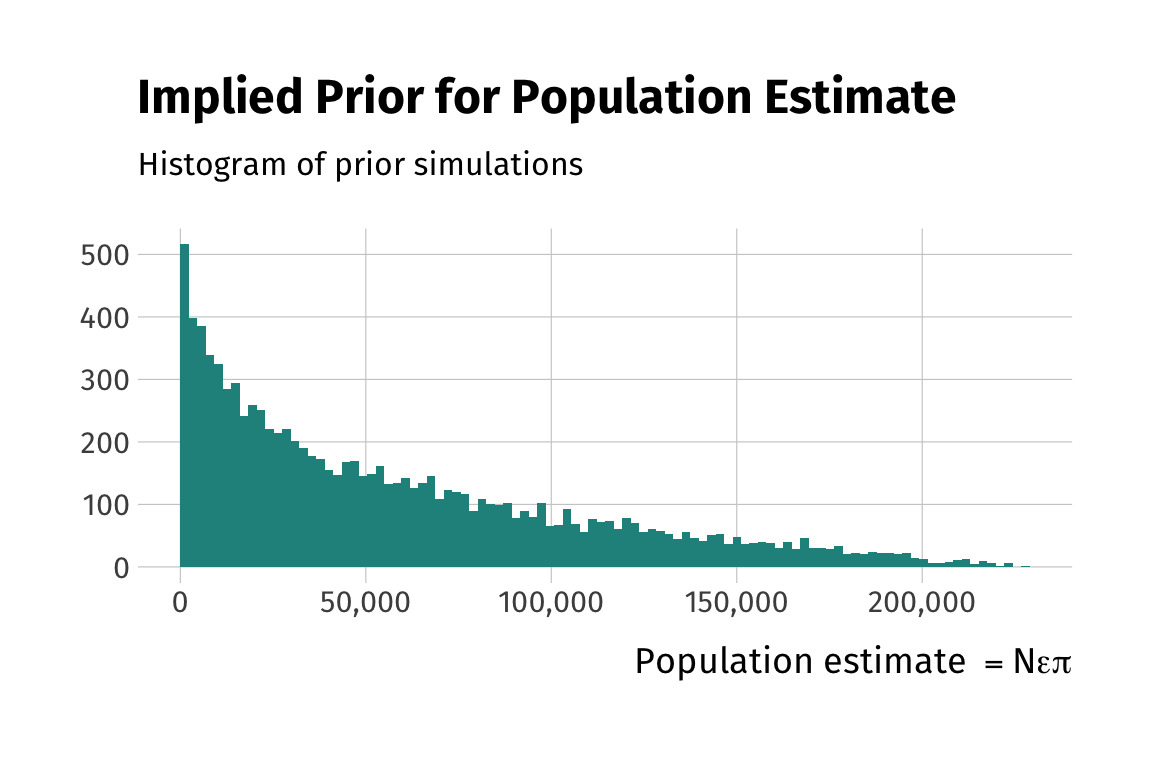 Implied Prior for Population Estimate
Histogram of prior simulations
500
400
300
200
100
0
0 50,000 100,000 150,000 200,000
Population estimate = Nεπ